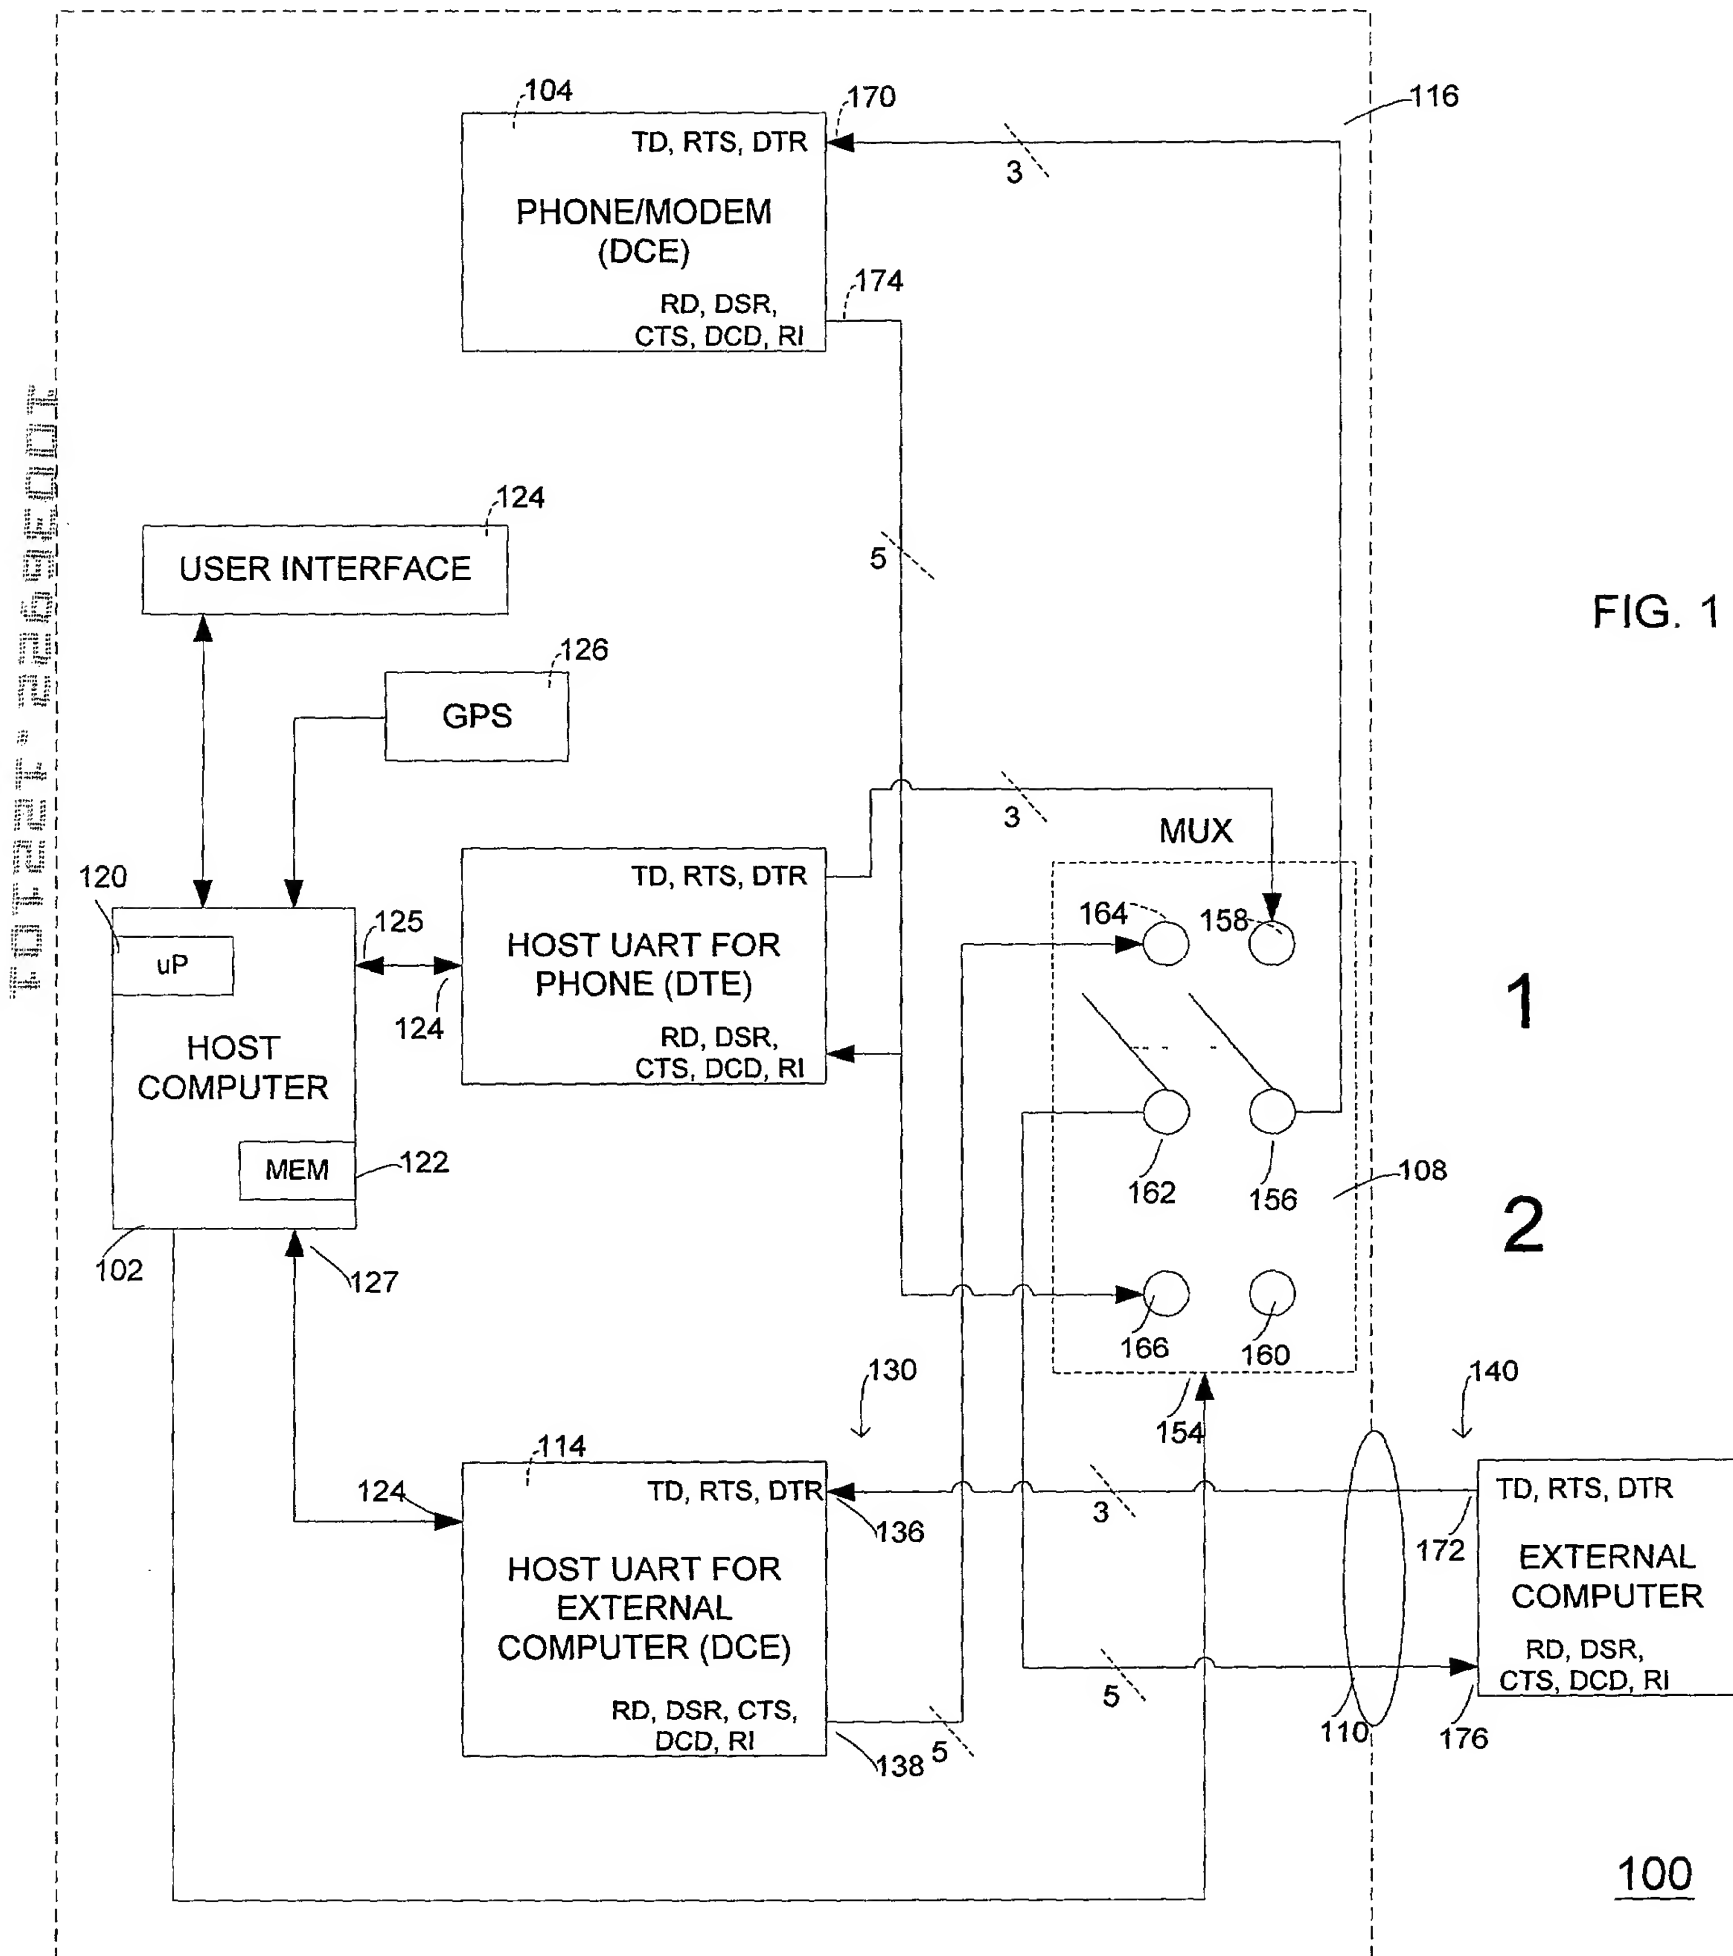 104
170
116
TD, RTS, DTR
3
PHONE/MODEM
(DCE)
174
RD, DSR,
CTS, DCD, RI
5
124
USER INTERFACE
FIG. 1
126
GPS
3
MUX
120
TD, RTS, DTR
164
158
125
uP
HOST UART FOR
PHONE (DTE)
124
1
HOST
COMPUTER
RD, DSR,
CTS, DCD, RI
MEM
122
162
156
108
2
102
127
166
160
130
140
154
114
124
TD, RTS, DTR
136
3
TD, RTS, DTR
172
HOST UART FOR
EXTERNAL
COMPUTER (DCE)
EXTERNAL
COMPUTER
RD, DSR,
CTS, DCD, RI
5
RD, DSR, CTS,
DCD, RI
138
5
110
176
100